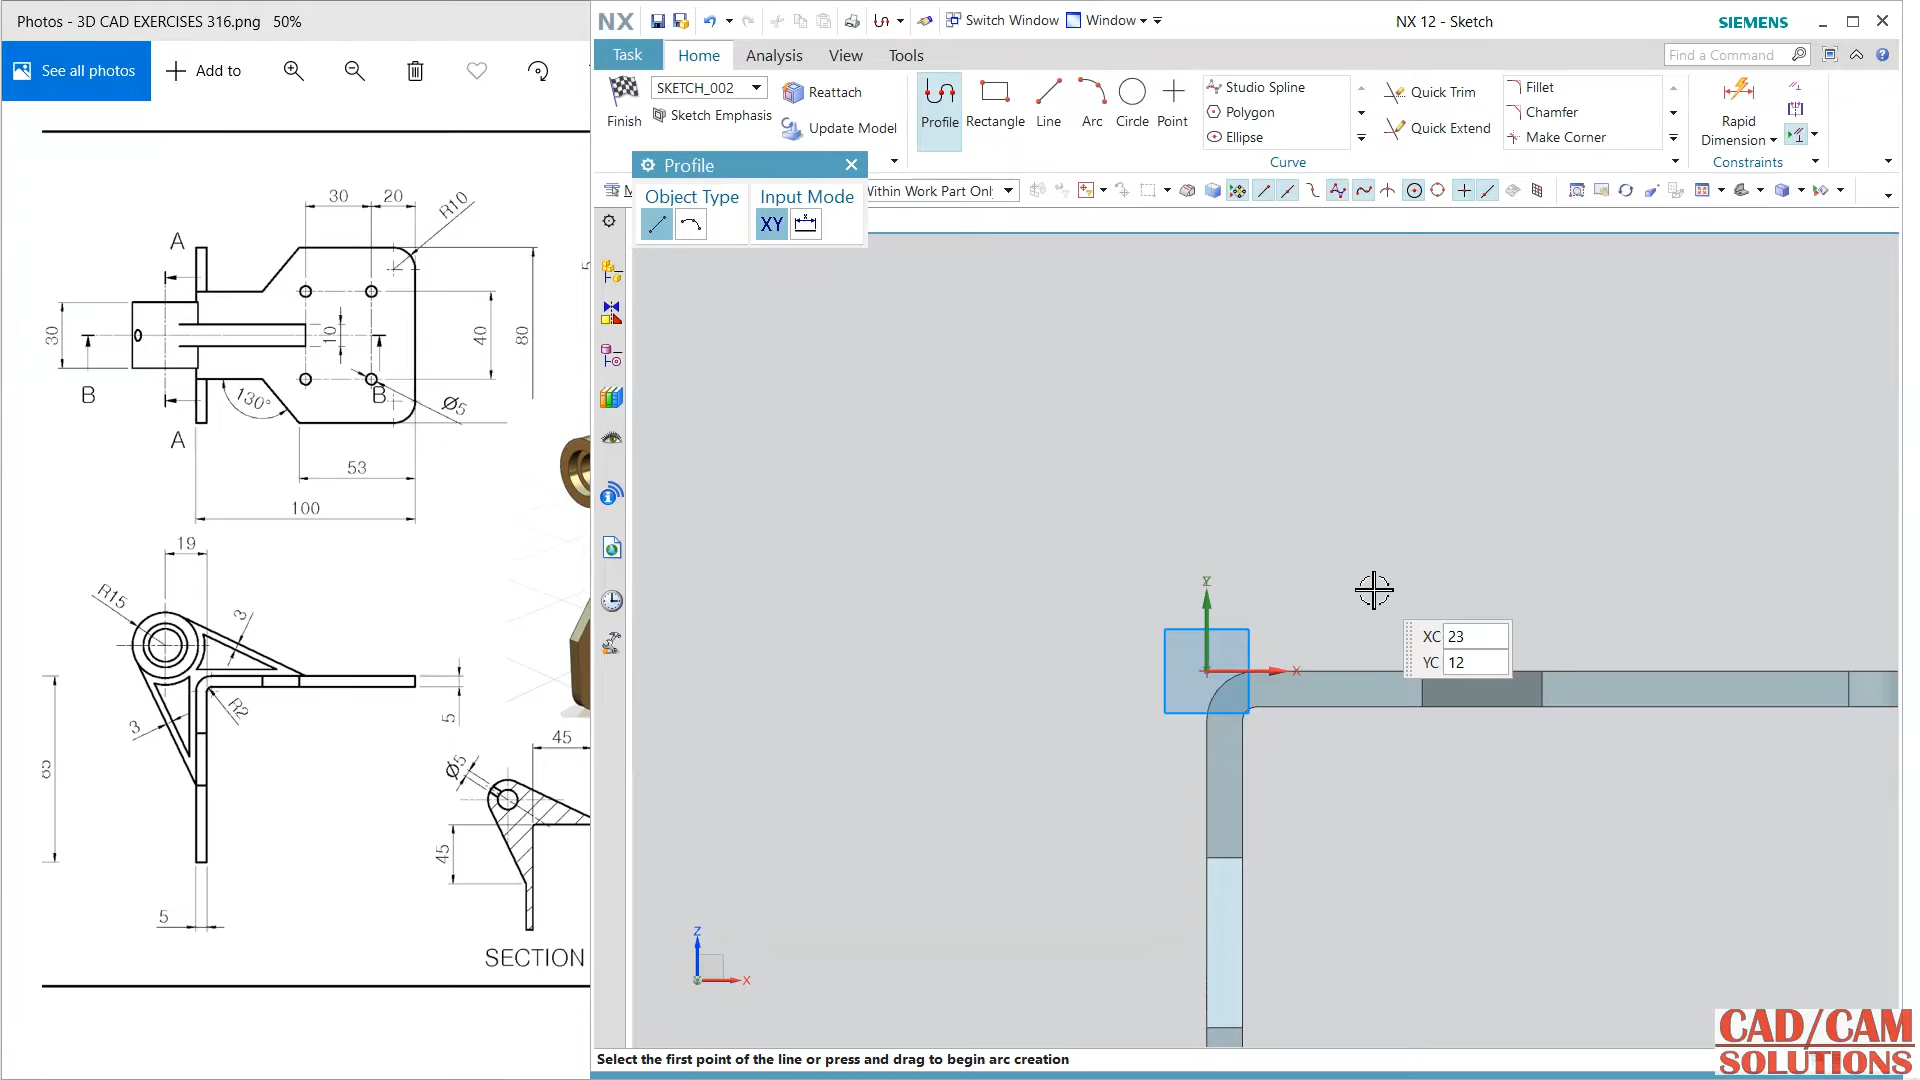 Photos - 3D CAD EXERCISES 316.png   50%
See all photos
Add to
30
20
R10
A
30
10
40
80
B
B
130°
Ø5
A
53
100
19
R15
3
R2
3
5
45
Ø5
45
5
SECTION
NX
Switch Window
Window
NX 12 - Sketch
SIEMENS
Task
Home
Analysis
View
Tools
Find a Command
Finish
SKETCH_002
Sketch Emphasis
Reattach
Update Model
Profile
Rectangle
Line
Arc
Circle
Point
Studio Spline
Polygon
Ellipse
Quick Trim
Quick Extend
Fillet
Chamfer
Make Corner
Curve
Rapid
Dimension
Constraints
Profile
Object Type
Input Mode
XY
Within Work Part Onl
XC 23
YC 12
Y
X
Z
X
Select the first point of the line or press and drag to begin arc creation
CAD/CAM
SOLUTIONS